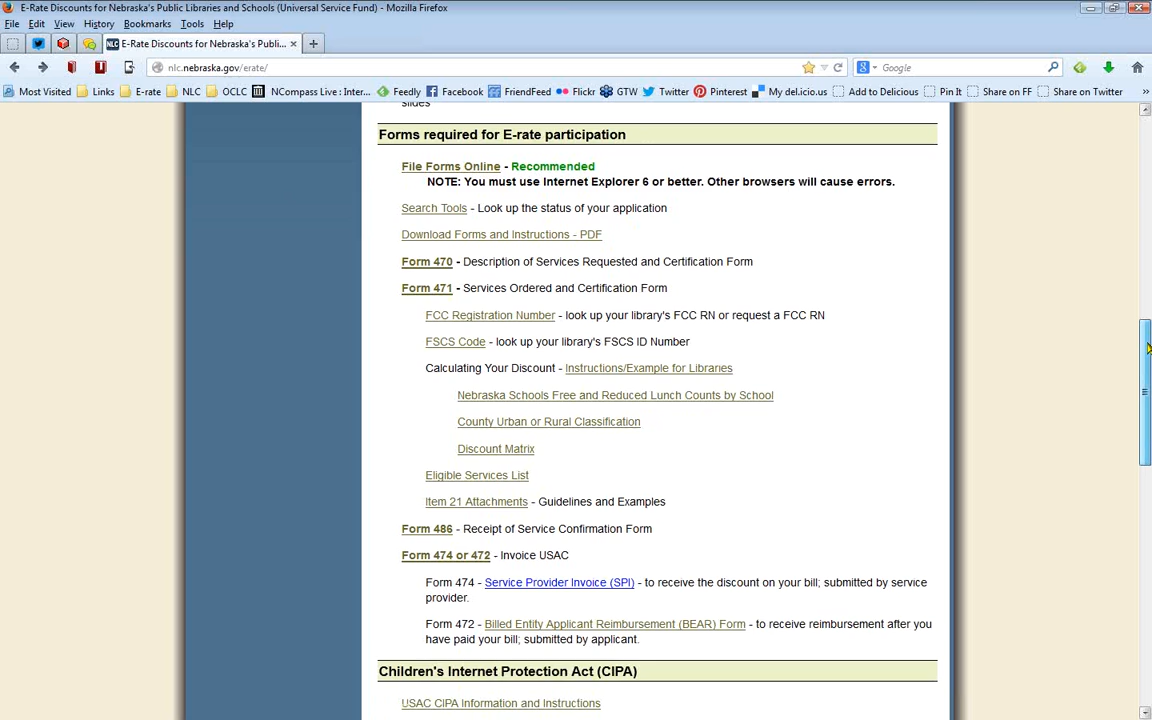 E-Rate Discounts for Nebraska's Public Libraries and Schools (Universal Service Fund) - Mozilla Firefox
File Edit View History Bookmarks Tools Help
NLC E-Rate Discounts for Nebraska's Publi... × +
nlc.nebraska.gov/erate/ Google
Most Visited Links E-rate NLC OCLC NCompass Live : Inter... Feedly Facebook FriendFeed Flickr GTW Twitter Pinterest My del.icio.us Add to Delicious Pin It Share on FF Share on Twitter »
slides
Forms required for E-rate participation
File Forms Online - Recommended
NOTE: You must use Internet Explorer 6 or better. Other browsers will cause errors.
Search Tools - Look up the status of your application
Download Forms and Instructions - PDF
Form 470 - Description of Services Requested and Certification Form
Form 471 - Services Ordered and Certification Form
FCC Registration Number - look up your library's FCC RN or request a FCC RN
FSCS Code - look up your library's FSCS ID Number
Calculating Your Discount - Instructions/Example for Libraries
Nebraska Schools Free and Reduced Lunch Counts by School
County Urban or Rural Classification
Discount Matrix
Eligible Services List
Item 21 Attachments - Guidelines and Examples
Form 486 - Receipt of Service Confirmation Form
Form 474 or 472 - Invoice USAC
Form 474 - Service Provider Invoice (SPI) - to receive the discount on your bill; submitted by service
provider.
Form 472 - Billed Entity Applicant Reimbursement (BEAR) Form - to receive reimbursement after you
have paid your bill; submitted by applicant.
Children's Internet Protection Act (CIPA)
USAC CIPA Information and Instructions